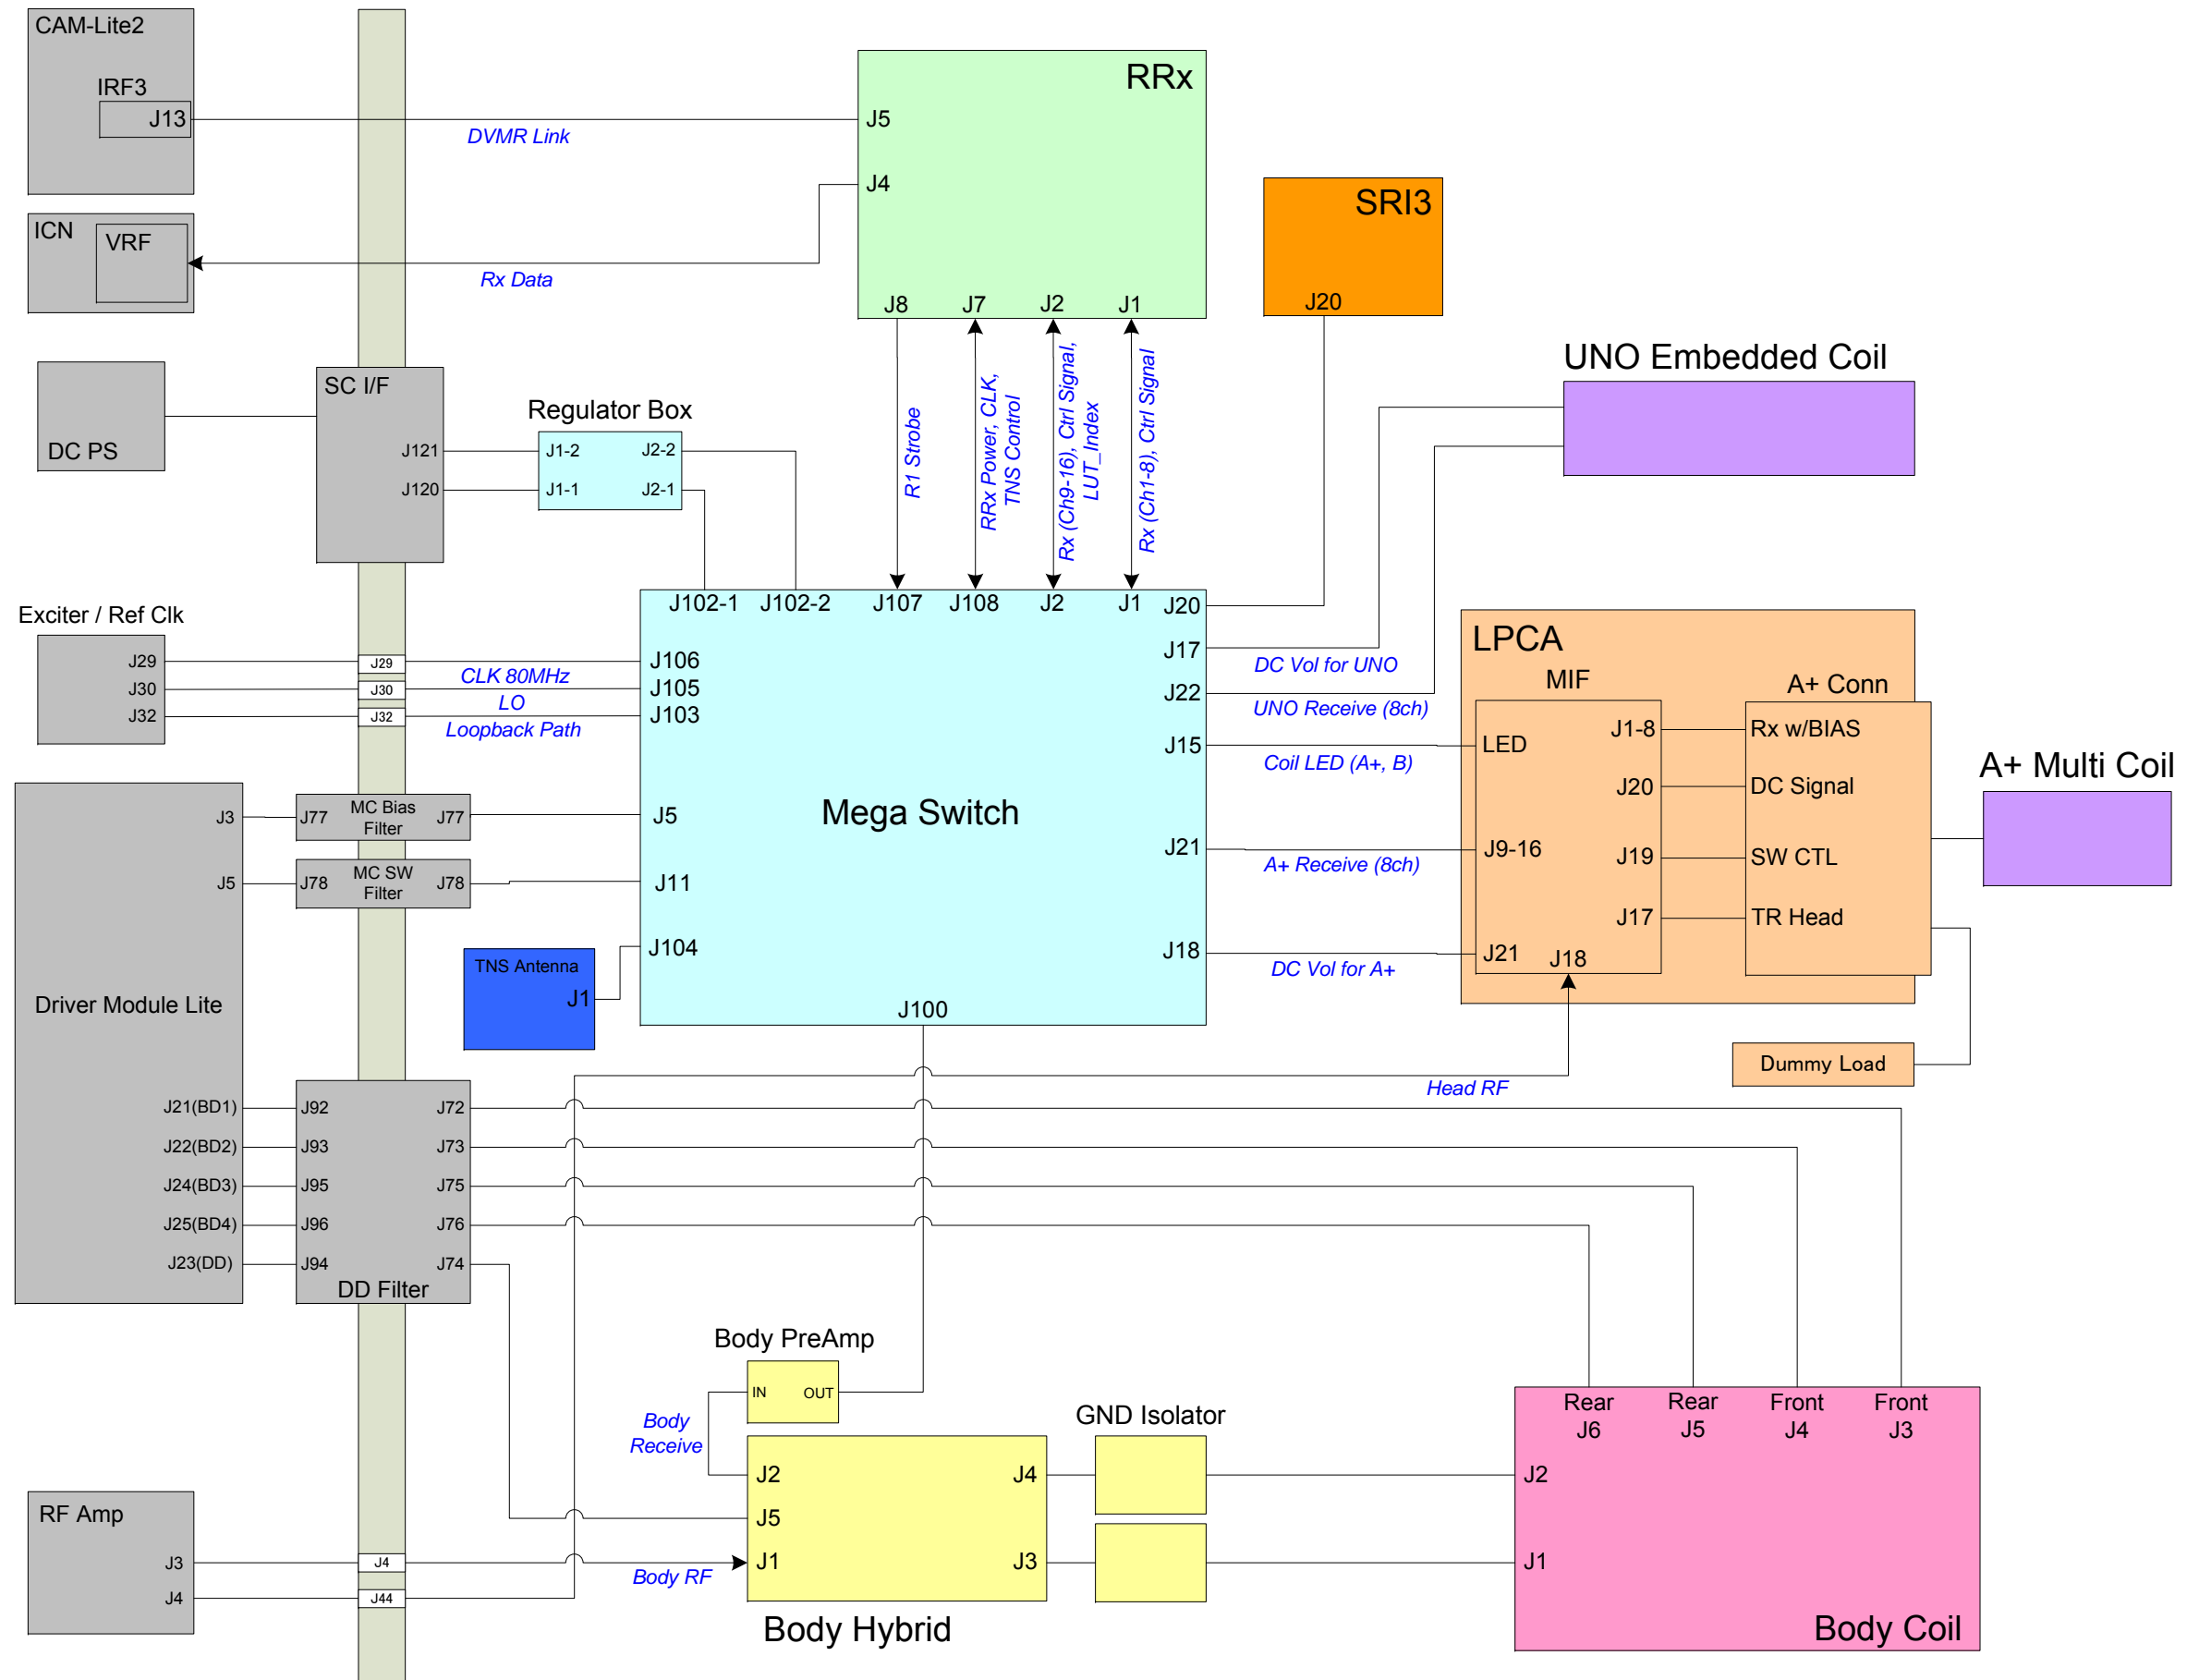 CAM-Lite2
IRF3
J13
DVMR Link
RRx
J5
J4
J8
J7
J2
J1
ICN
VRF
Rx Data
SRI3
J20
UNO Embedded Coil
DC PS
SC I/F
J121
J120
Regulator Box
J1-2
J2-2
J1-1
J2-1
R1 Strobe
RRx Power, CLK,
TNS Control
Rx (Ch9-16), Ctrl Signal,
LUT_Index
Rx (Ch1-8), Ctrl Signal
Exciter / Ref Clk
J29
J30
J32
J29
J30
J32
CLK 80MHz
LO
Loopback Path
J102-1
J102-2
J107
J108
J2
J1
J20
J106
J105
J103
J17
J22
J15
Mega Switch
J5
J21
J11
J104
J18
J100
DC Vol for UNO
UNO Receive (8ch)
Coil LED (A+, B)
A+ Receive (8ch)
DC Vol for A+
LPCA
MIF
A+ Conn
LED
J1-8
Rx w/BIAS
J20
DC Signal
J9-16
J19
SW CTL
J17
TR Head
J21
J18
A+ Multi Coil
Dummy Load
Head RF
Driver Module Lite
J3
J5
J77
MC Bias
Filter
J77
J78
MC SW
Filter
J78
TNS Antenna
J1
J21(BD1)
J22(BD2)
J24(BD3)
J25(BD4)
J23(DD)
J92
J72
J93
J73
J95
J75
J96
J76
J94
J74
DD Filter
Body PreAmp
IN
OUT
Body
Receive
GND Isolator
J2
J4
J5
J1
J3
Body Hybrid
Body RF
RF Amp
J3
J4
J4
J44
Rear
J6
Rear
J5
Front
J4
Front
J3
J2
J1
Body Coil